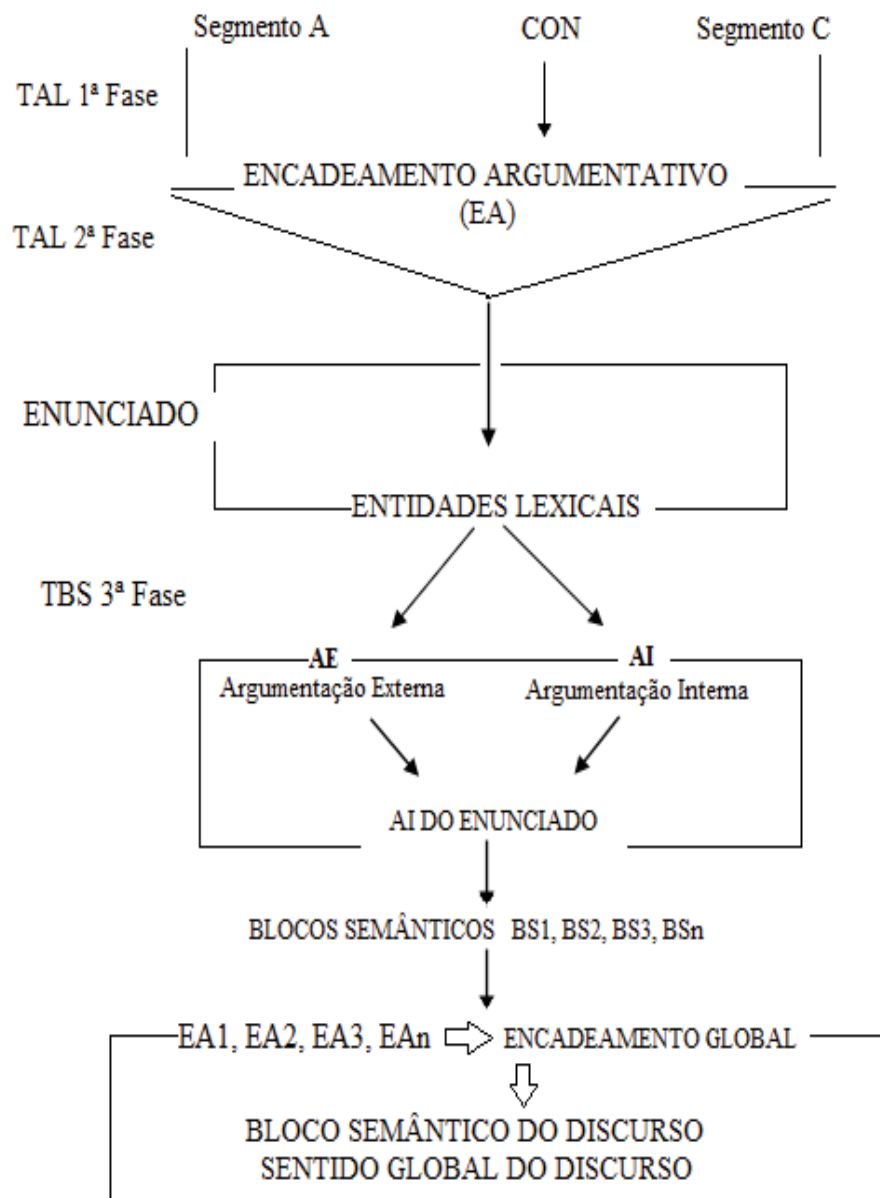 Segmento A CON Segmento C
TAL 1ª Fase
ENCADEAMENTO ARGUMENTATIVO
(EA)
TAL 2ª Fase
ENUNCIADO
ENTIDADES LEXICAIS
TBS 3ª Fase
AE AI
Argumentação Externa Argumentação Interna
AI DO ENUNCIADO
BLOCOS SEMÂNTICOS BS1, BS2, BS3, BSn
EA1, EA2, EA3, EAn ENCADEAMENTO GLOBAL
BLOCO SEMÂNTICO DO DISCURSO
SENTIDO GLOBAL DO DISCURSO